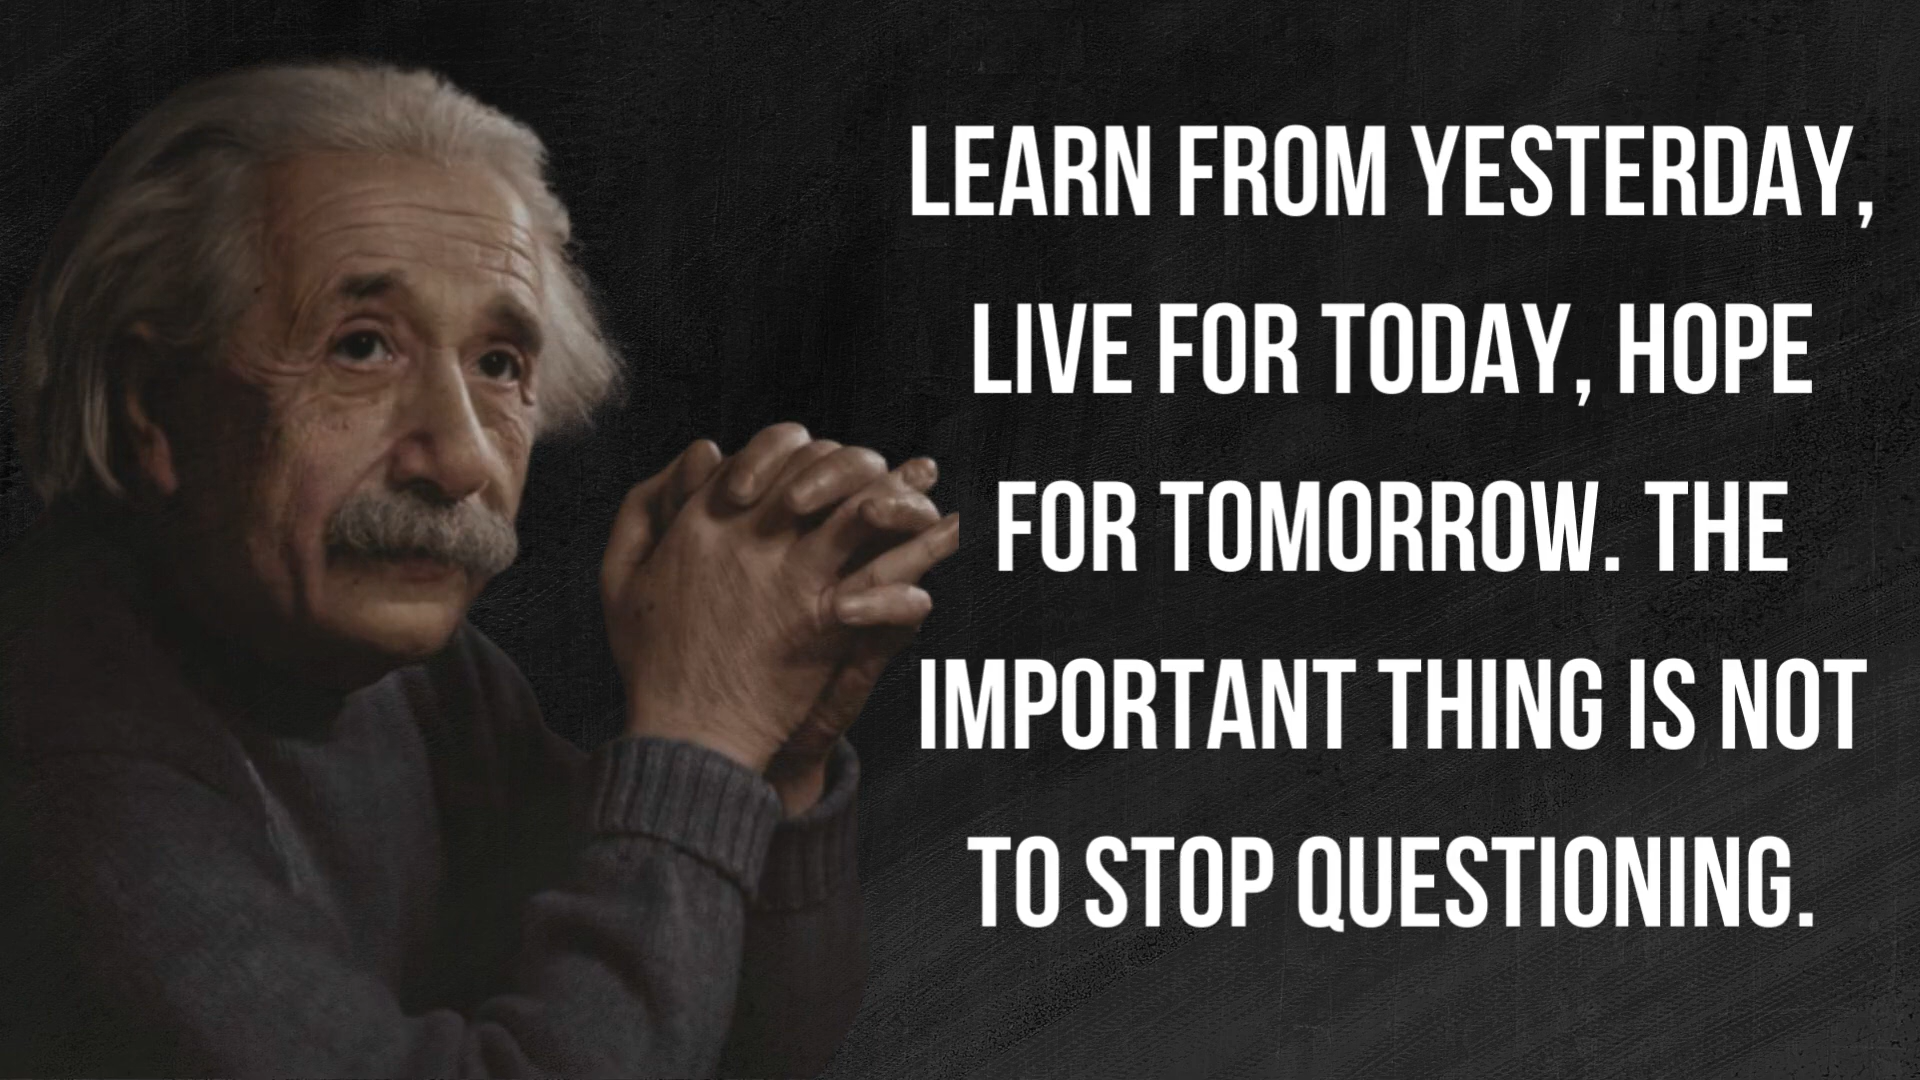 LEARN FROM YESTERDAY,
LIVE FOR TODAY, HOPE
FOR TOMORROW. THE
IMPORTANT THING IS NOT
TO STOP QUESTIONING.